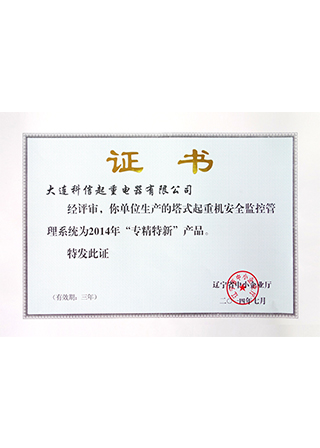 证书
大连科信起重电器有限公司
经评审，你单位生产的塔式起重机安全监控管
理系统为2014年“专精特新”产品。
特发此证
辽宁省中小企业厅
（有效期：三年）
二〇一四年七月